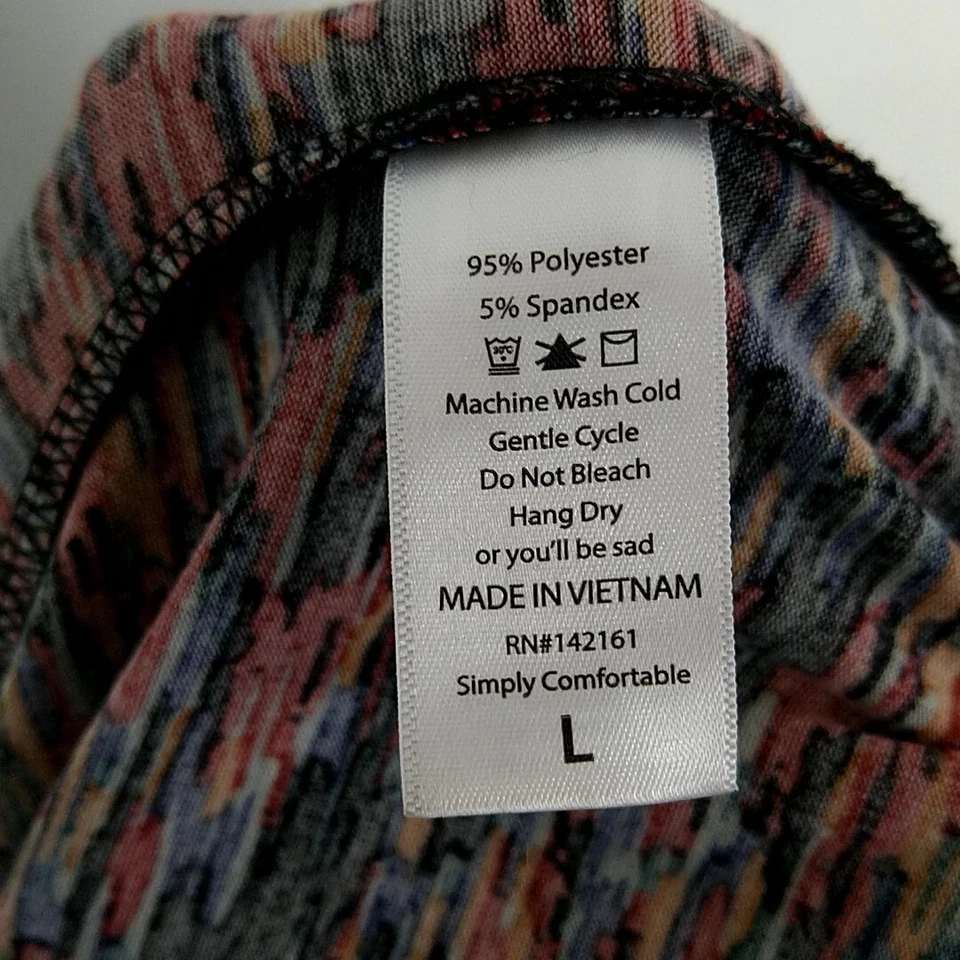 95% Polyester
5% Spandex
30°C
Machine Wash Cold
Gentle Cycle
Do Not Bleach
Hang Dry
or you'll be sad
MADE IN VIETNAM
RN#142161
Simply Comfortable
L